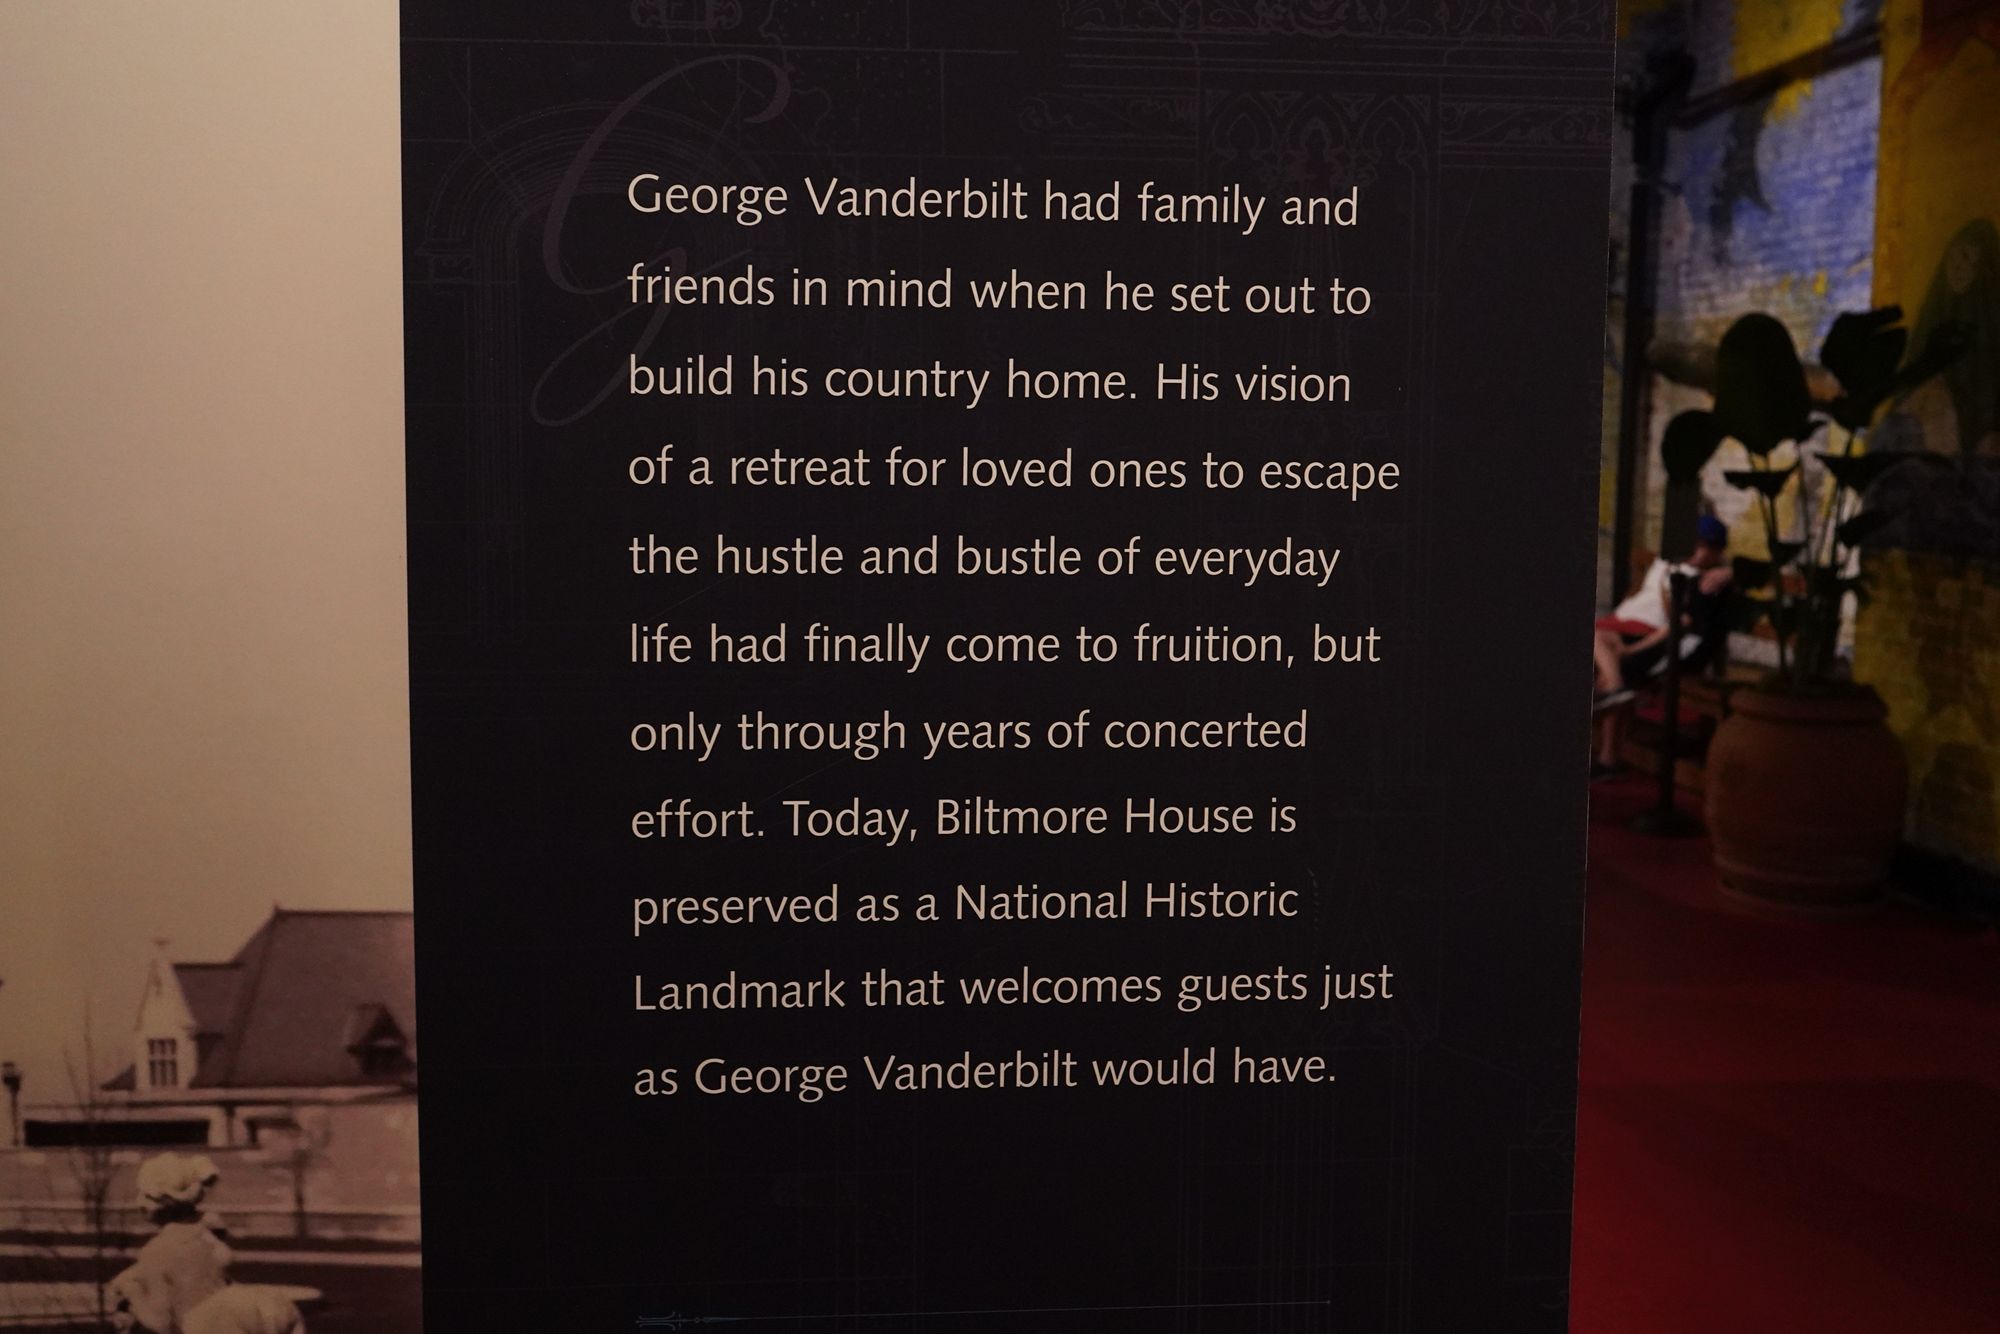 George Vanderbilt had family and
friends in mind when he set out to
build his country home. His vision
of a retreat for loved ones to escape
the hustle and bustle of everyday
life had finally come to fruition, but
only through years of concerted
effort. Today, Biltmore House is
preserved as a National Historic
Landmark that welcomes guests just
as George Vanderbilt would have.